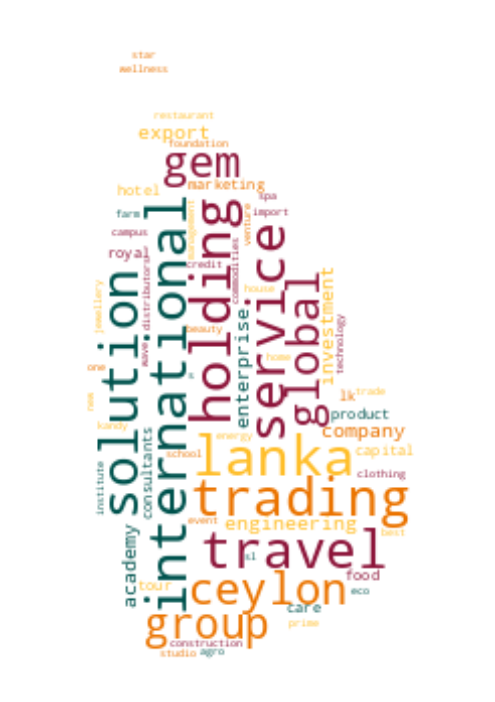 star
wellness
restaurant
export
foundation
gem
marketing
hotel
spa
farm
import
campus
royal
credit
international
holding
service
solution
global
management
venture
commodities
distributors
jewellery
wave
investment
technology
house
enterprise
beauty
home
one
s
new
lk
trade
product
kandy
company
consultants
energy
lanka
capital
school
clothing
institute
trading
event
engineering
best
academy
travel
sl
food
tour
ceylon
eco
care
group
prime
construction
studio
agro